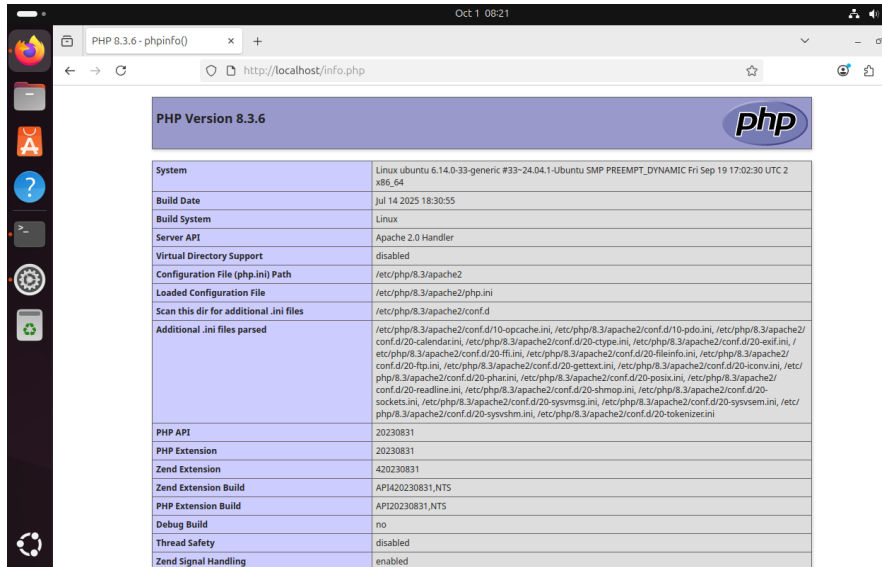 Oct 1 08:21
PHP 8.3.6 - phpinfo()
http://localhost/info.php
PHP Version 8.3.6
php
System
Linux ubuntu 6.14.0-33-generic #33~24.04.1-Ubuntu SMP PREEMPT_DYNAMIC Fri Sep 19 17:02:30 UTC 2
x86_64
Build Date
Jul 14 2025 18:30:55
Build System
Linux
Server API
Apache 2.0 Handler
Virtual Directory Support
disabled
Configuration File (php.ini) Path
/etc/php/8.3/apache2
Loaded Configuration File
/etc/php/8.3/apache2/php.ini
Scan this dir for additional .ini files
/etc/php/8.3/apache2/conf.d
Additional .ini files parsed
/etc/php/8.3/apache2/conf.d/10-opcache.ini, /etc/php/8.3/apache2/conf.d/10-pdo.ini, /etc/php/8.3/apache2/
conf.d/20-calendar.ini, /etc/php/8.3/apache2/conf.d/20-ctype.ini, /etc/php/8.3/apache2/conf.d/20-exif.ini, /
etc/php/8.3/apache2/conf.d/20-ffi.ini, /etc/php/8.3/apache2/conf.d/20-fileinfo.ini, /etc/php/8.3/apache2/
conf.d/20-ftp.ini, /etc/php/8.3/apache2/conf.d/20-gettext.ini, /etc/php/8.3/apache2/conf.d/20-iconv.ini, /etc/
php/8.3/apache2/conf.d/20-phar.ini, /etc/php/8.3/apache2/conf.d/20-posix.ini, /etc/php/8.3/apache2/
conf.d/20-readline.ini, /etc/php/8.3/apache2/conf.d/20-shmop.ini, /etc/php/8.3/apache2/conf.d/20-
sockets.ini, /etc/php/8.3/apache2/conf.d/20-sysvmsg.ini, /etc/php/8.3/apache2/conf.d/20-sysvsem.ini, /etc/
php/8.3/apache2/conf.d/20-sysvshm.ini, /etc/php/8.3/apache2/conf.d/20-tokenizer.ini
PHP API
20230831
PHP Extension
20230831
Zend Extension
420230831
Zend Extension Build
API420230831,NTS
PHP Extension Build
API20230831,NTS
Debug Build
no
Thread Safety
disabled
Zend Signal Handling
enabled